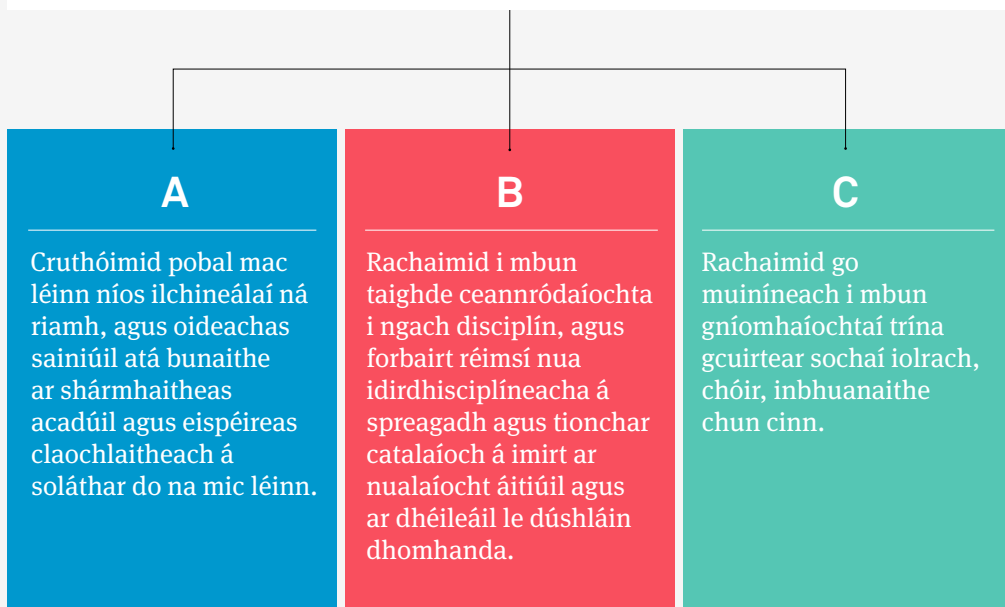 A
Cruthóimid pobal mac
léinn níos ilchineálaí ná
riamh, agus oideachas
sainiúil atá bunaithe
ar shármhaitheas
acadúil agus eispéireas
claochlaitheach á
soláthar do na mic léinn.
B
Rachaimid i mbun
taighde ceannródaíochta
i ngach disciplín, agus
forbairt réimsí nua
idirdhisciplíneacha á
spreagadh agus tionchar
catalaíoch á imirt ar
nualaíocht áitiúil agus
ar dhéileáil le dúshláin
dhomhanda.
C
Rachaimid go
muiníneach i mbun
gníomhaíochtaí trína
gcuirtear sochaí iolrach,
chóir, inbhuanaithe
chun cinn.